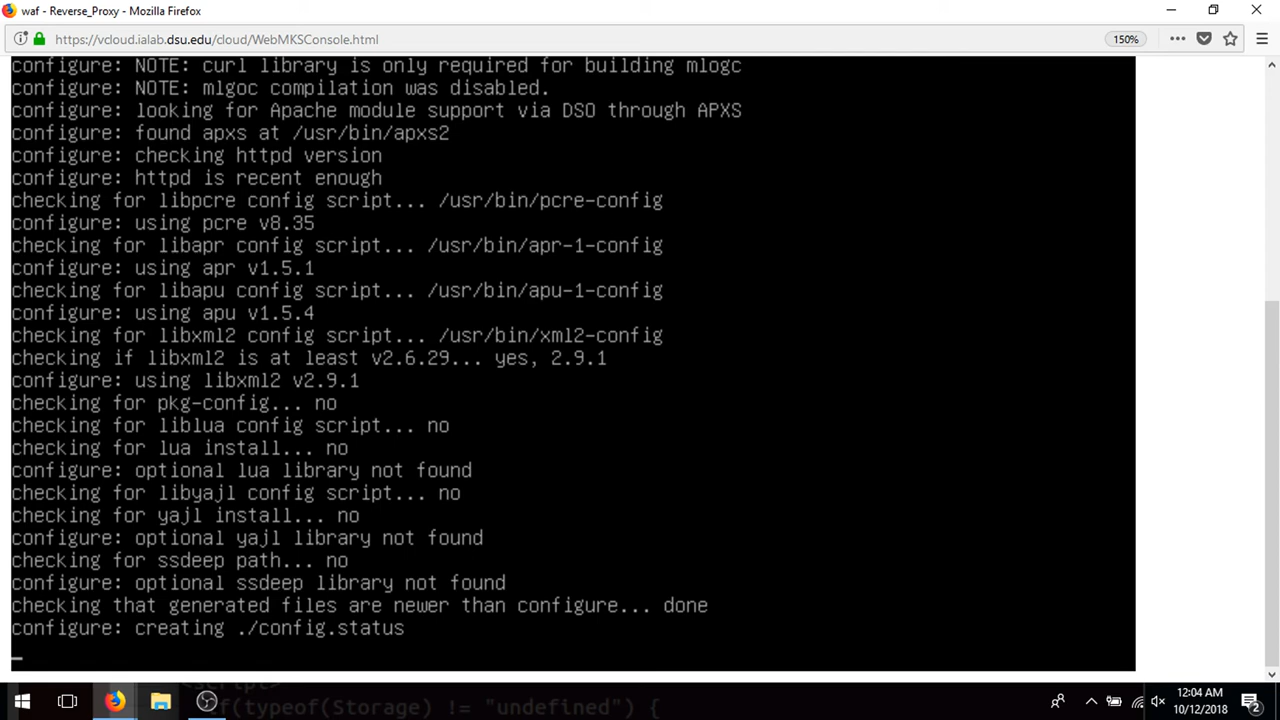 waf - Reverse_Proxy - Mozilla Firefox
https://vcloud.ialab.dsu.edu/cloud/WebMKSConsole.html
150%
configure: NOTE: curl library is only required for building mlogc
configure: NOTE: mlgoc compilation was disabled.
configure: looking for Apache module support via DSO through APXS
configure: found apxs at /usr/bin/apxs2
configure: checking httpd version
configure: httpd is recent enough
checking for libpcre config script... /usr/bin/pcre-config
configure: using pcre v8.35
checking for libapr config script... /usr/bin/apr-1-config
configure: using apr v1.5.1
checking for libapu config script... /usr/bin/apu-1-config
configure: using apu v1.5.4
checking for libxml2 config script... /usr/bin/xml2-config
checking if libxml2 is at least v2.6.29... yes, 2.9.1
configure: using libxml2 v2.9.1
checking for pkg-config... no
checking for liblua config script... no
checking for lua install... no
configure: optional lua library not found
checking for libyajl config script... no
checking for yajl install... no
configure: optional yajl library not found
checking for ssdeep path... no
configure: optional ssdeep library not found
checking that generated files are newer than configure... done
configure: creating ./config.status
<script>
if(typeof(Storage) != "undefined") {
12:04 AM
10/12/2018
2